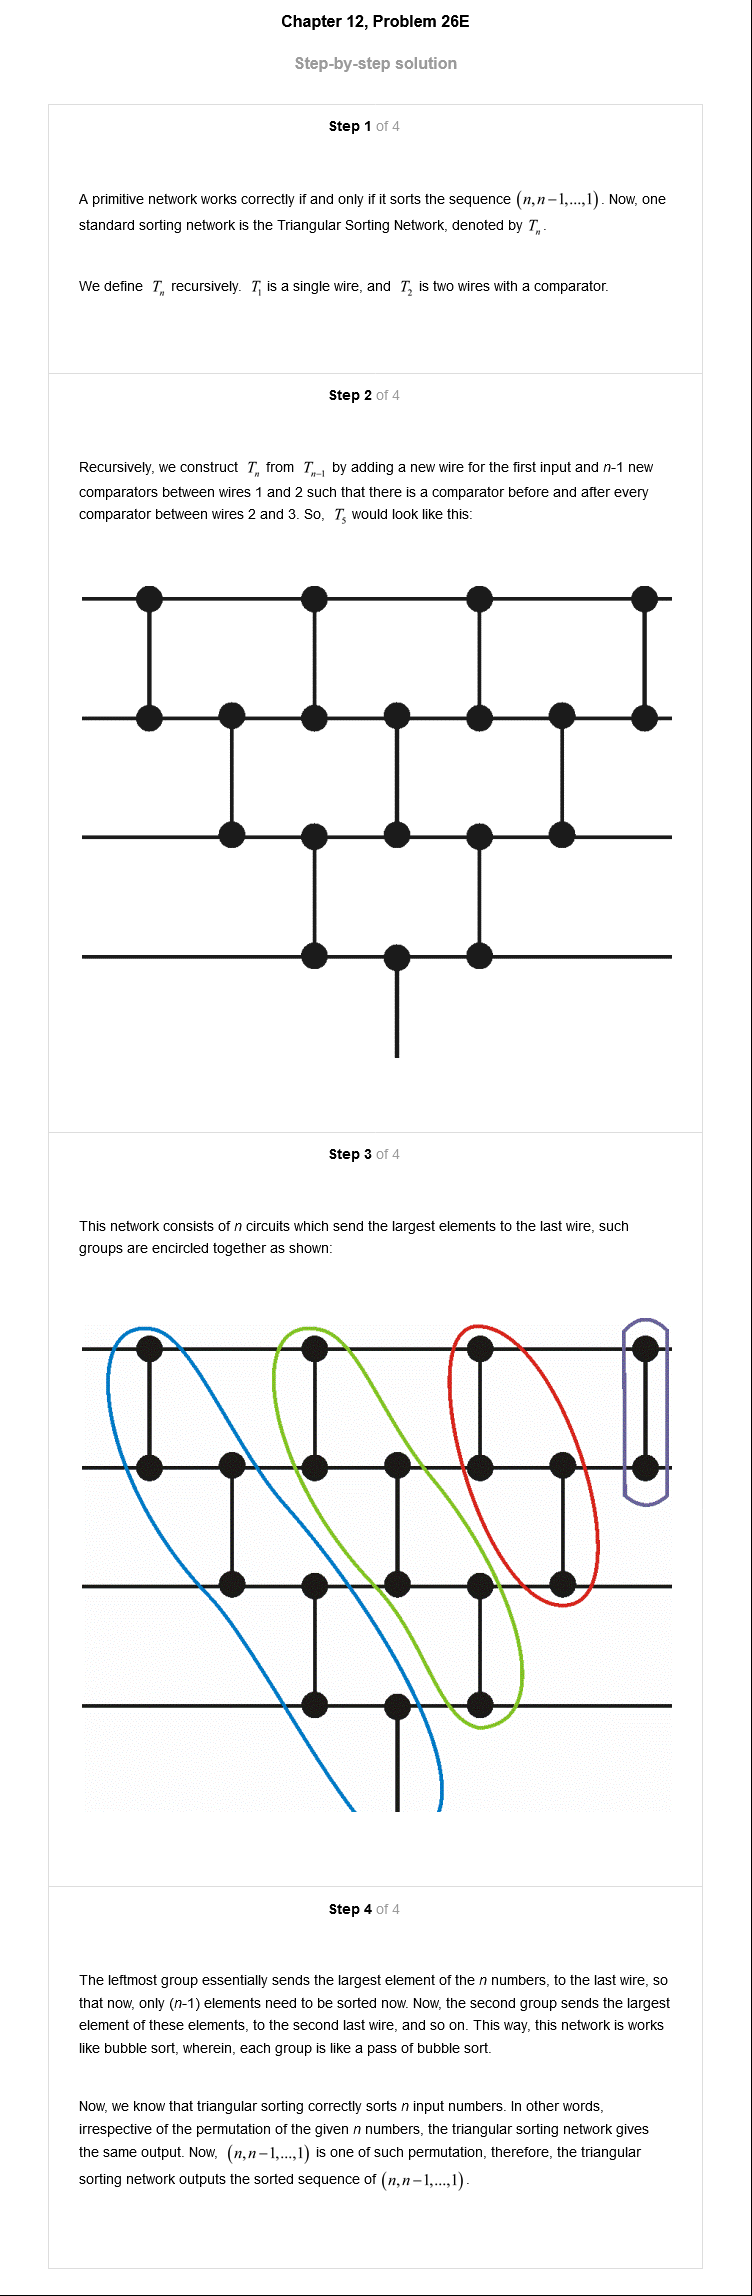 Chapter 12, Problem 26E
Step-by-step solution
Step 1 of 4
A primitive network works correctly if and only if it sorts the sequence (n,n−1,...,1). Now, one
standard sorting network is the Triangular Sorting Network, denoted by Tₙ.
We define Tₙ recursively. T₁ is a single wire, and T₂ is two wires with a comparator.
Step 2 of 4
Recursively, we construct Tₙ from Tₙ₋₁ by adding a new wire for the first input and n-1 new
comparators between wires 1 and 2 such that there is a comparator before and after every
comparator between wires 2 and 3. So, T₅ would look like this:
Step 3 of 4
This network consists of n circuits which send the largest elements to the last wire, such
groups are encircled together as shown:
Step 4 of 4
The leftmost group essentially sends the largest element of the n numbers, to the last wire, so
that now, only (n-1) elements need to be sorted now. Now, the second group sends the largest
element of these elements, to the second last wire, and so on. This way, this network is works
like bubble sort, wherein, each group is like a pass of bubble sort.
Now, we know that triangular sorting correctly sorts n input numbers. In other words,
irrespective of the permutation of the given n numbers, the triangular sorting network gives
the same output. Now, (n,n−1,...,1) is one of such permutation, therefore, the triangular
sorting network outputs the sorted sequence of (n,n−1,...,1).